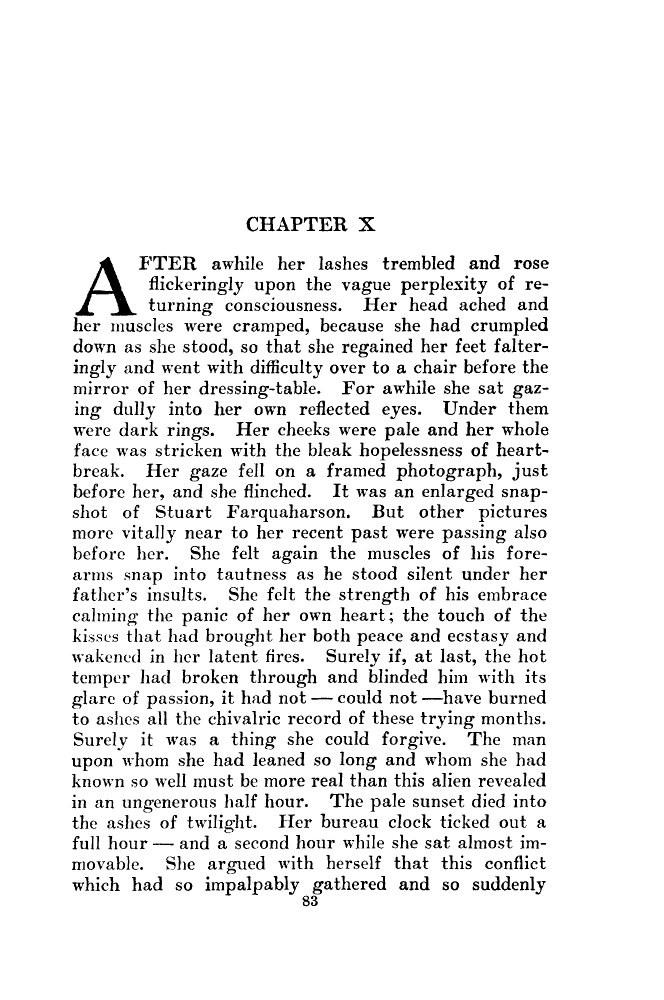 CHAPTER X
AFTER awhile her lashes trembled and rose
flickeringly upon the vague perplexity of re-
turning consciousness. Her head ached and
her muscles were cramped, because she had crumpled
down as she stood, so that she regained her feet falter-
ingly and went with difficulty over to a chair before the
mirror of her dressing-table. For awhile she sat gaz-
ing dully into her own reflected eyes. Under them
were dark rings. Her cheeks were pale and her whole
face was stricken with the bleak hopelessness of heart-
break. Her gaze fell on a framed photograph, just
before her, and she flinched. It was an enlarged snap-
shot of Stuart Farquaharson. But other pictures
more vitally near to her recent past were passing also
before her. She felt again the muscles of his fore-
arms snap into tautness as he stood silent under her
father's insults. She felt the strength of his embrace
calming the panic of her own heart; the touch of the
kisses that had brought her both peace and ecstasy and
wakened in her latent fires. Surely if, at last, the hot
temper had broken through and blinded him with its
glare of passion, it had not — could not —have burned
to ashes all the chivalric record of these trying months.
Surely it was a thing she could forgive. The man
upon whom she had leaned so long and whom she had
known so well must be more real than this alien revealed
in an ungenerous half hour. The pale sunset died into
the ashes of twilight. Her bureau clock ticked out a
full hour — and a second hour while she sat almost im-
movable. She argued with herself that this conflict
which had so impalpably gathered and so suddenly
83